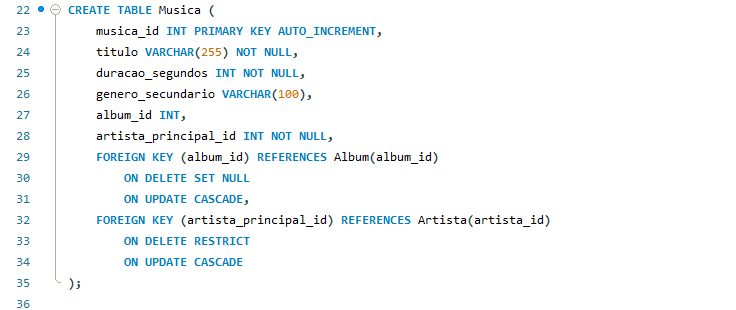 22 CREATE TABLE Musica (
23 musica_id INT PRIMARY KEY AUTO_INCREMENT,
24 titulo VARCHAR(255) NOT NULL,
25 duracao_segundos INT NOT NULL,
26 genero_secundario VARCHAR(100),
27 album_id INT,
28 artista_principal_id INT NOT NULL,
29 FOREIGN KEY (album_id) REFERENCES Album(album_id)
30 ON DELETE SET NULL
31 ON UPDATE CASCADE,
32 FOREIGN KEY (artista_principal_id) REFERENCES Artista(artista_id)
33 ON DELETE RESTRICT
34 ON UPDATE CASCADE
35 );
36